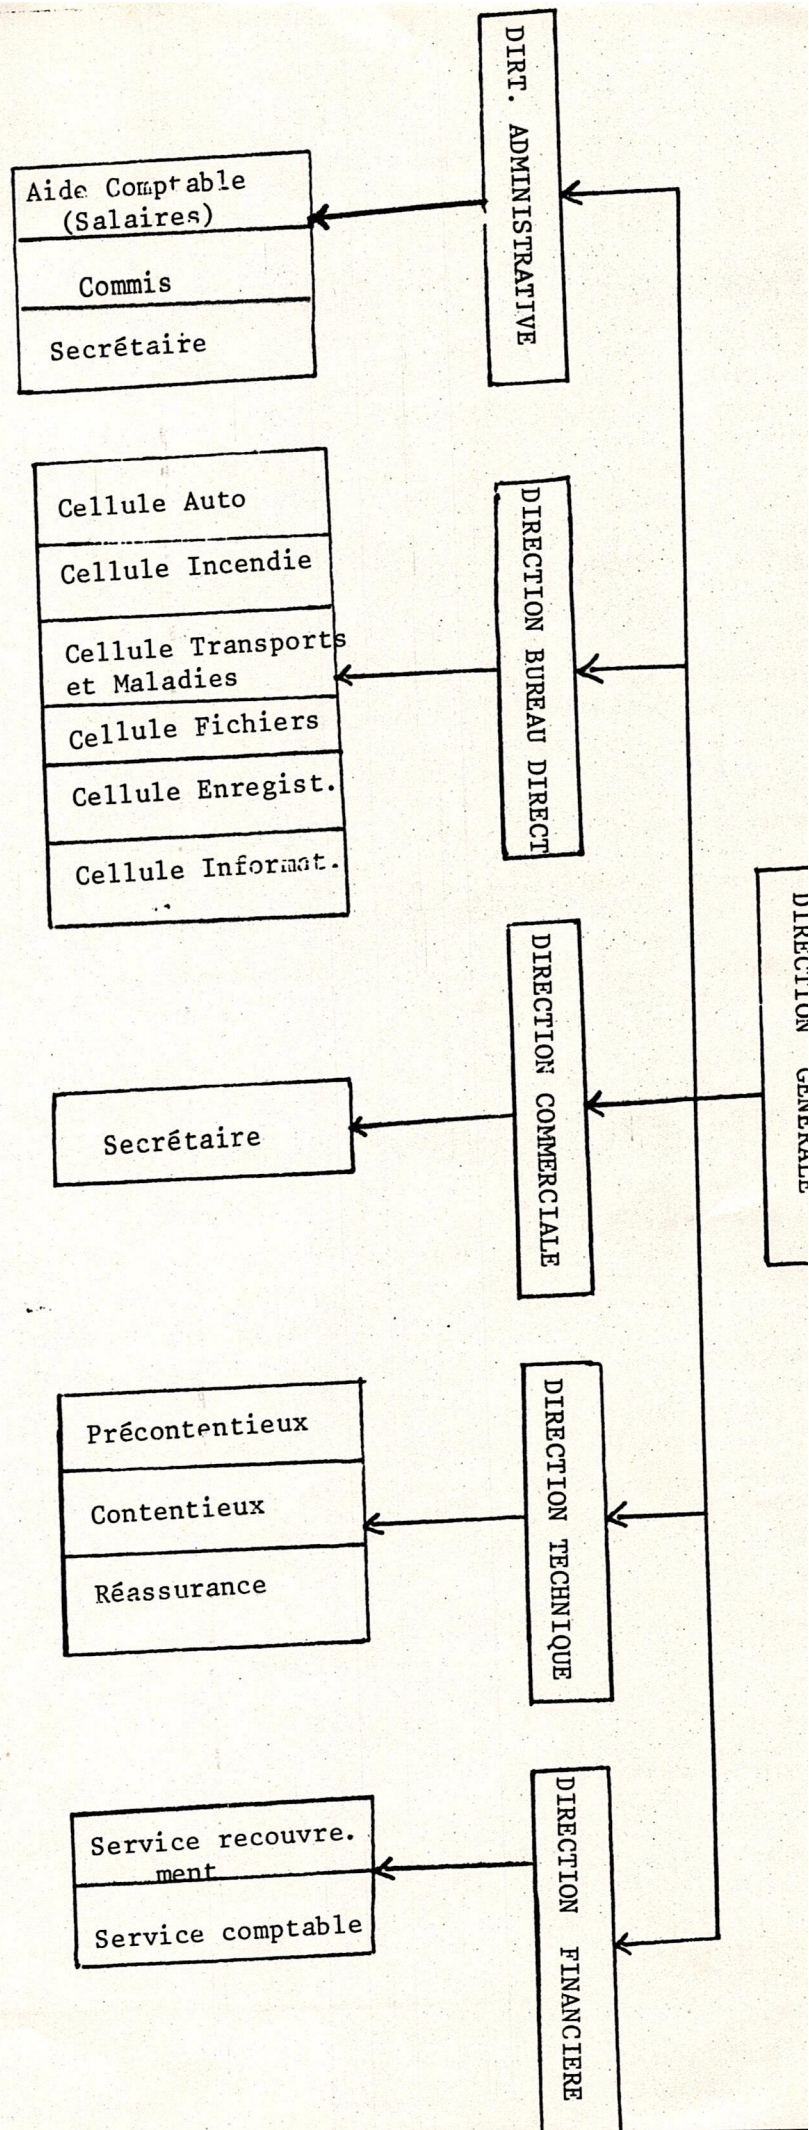 DIRECTION GENERALE
DIRT. ADMINISTRATIVE
Aide Comptable
(Salaires)
Commis
Secrétaire
DIRECTION BUREAU DIRECT
Cellule Auto
Cellule Incendie
Cellule Transports
et Maladies
Cellule Fichiers
Cellule Enregist.
Cellule Informat.
DIRECTION COMMERCIALE
Secrétaire
DIRECTION TECHNIQUE
Précontentieux
Contentieux
Réassurance
DIRECTION FINANCIERE
Service recouvre.
ment
Service comptable